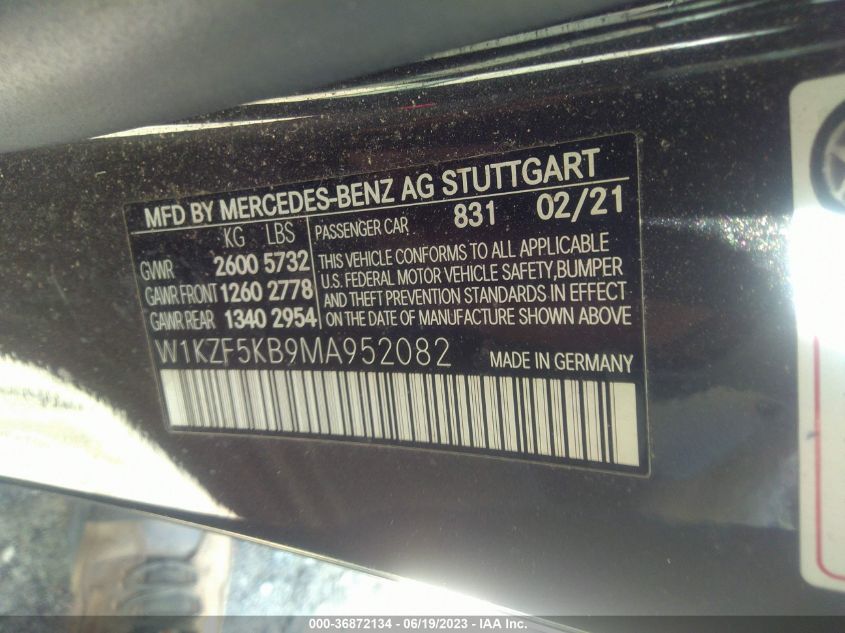 MFD BY MERCEDES-BENZ AG STUTTGART
KG LBS
GVWR 2600 5732
GAWR FRONT 1260 2778
GAWR REAR 1340 2954
PASSENGER CAR 831 02/21
THIS VEHICLE CONFORMS TO ALL APPLICABLE
U.S. FEDERAL MOTOR VEHICLE SAFETY,BUMPER
AND THEFT PREVENTION STANDARDS IN EFFECT
ON THE DATE OF MANUFACTURE SHOWN ABOVE
W1KZF5KB9MA952082 MADE IN GERMANY
000-36872134 - 06/19/2023 - IAAI.com